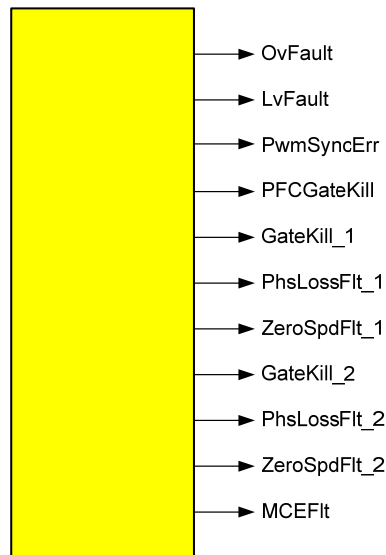 OvFault
LvFault
PwmSyncErr
PFCGateKill
GateKill_1
PhsLossFlt_1
ZeroSpdFlt_1
GateKill_2
PhsLossFlt_2
ZeroSpdFlt_2
MCEFlt